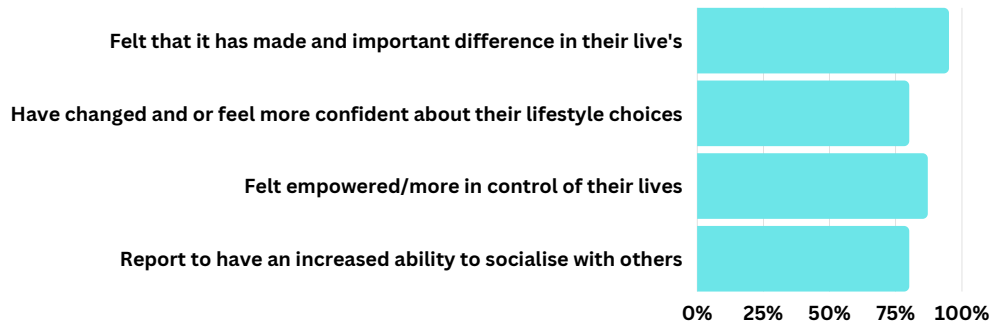 Felt that it has made and important difference in their live's
Have changed and or feel more confident about their lifestyle choices
Felt empowered/more in control of their lives
Report to have an increased ability to socialise with others
0% 25% 50% 75% 100%